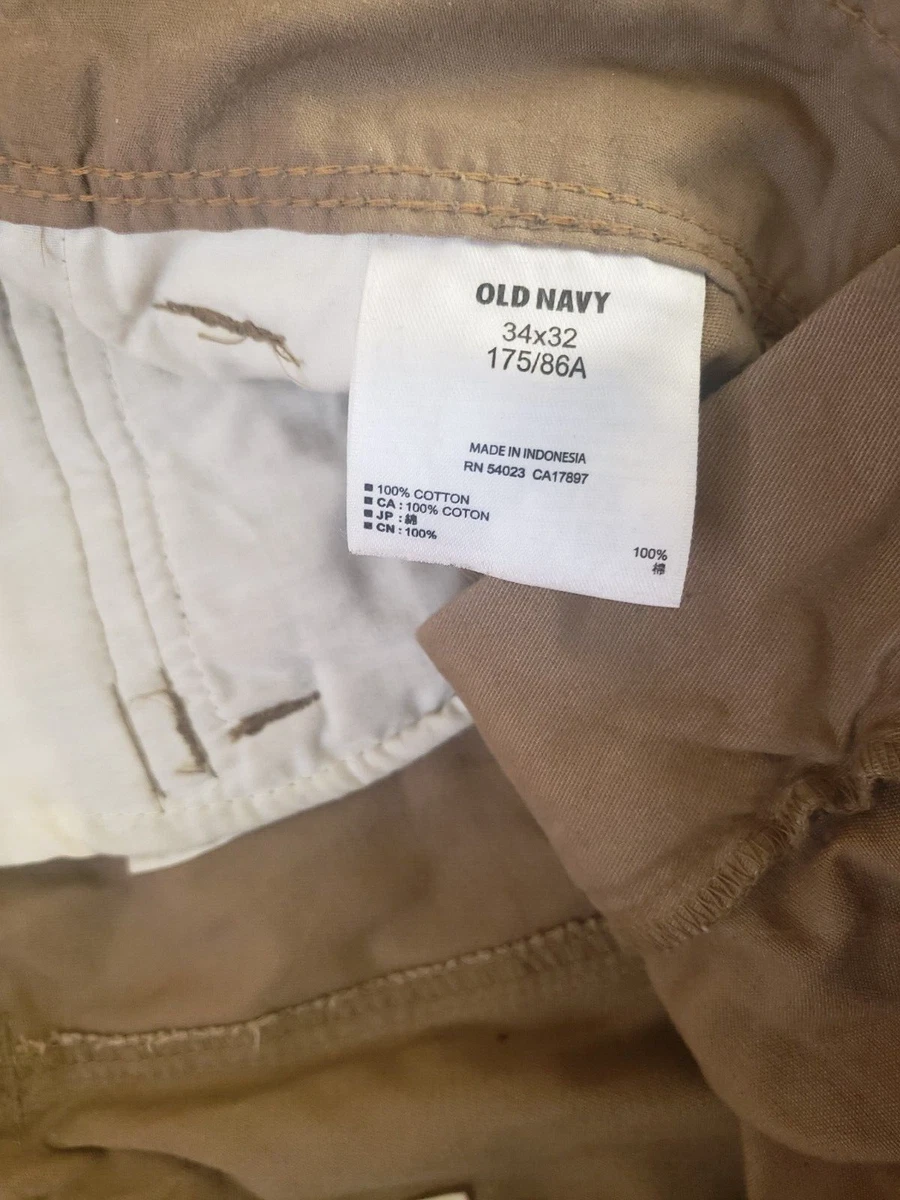 OLD NAVY
34x32
175/86A
MADE IN INDONESIA
RN 54023 CA17897
■ 100% COTTON
■ CA : 100% COTON
■ JP : 綿
■ CN : 100%
100%
棉